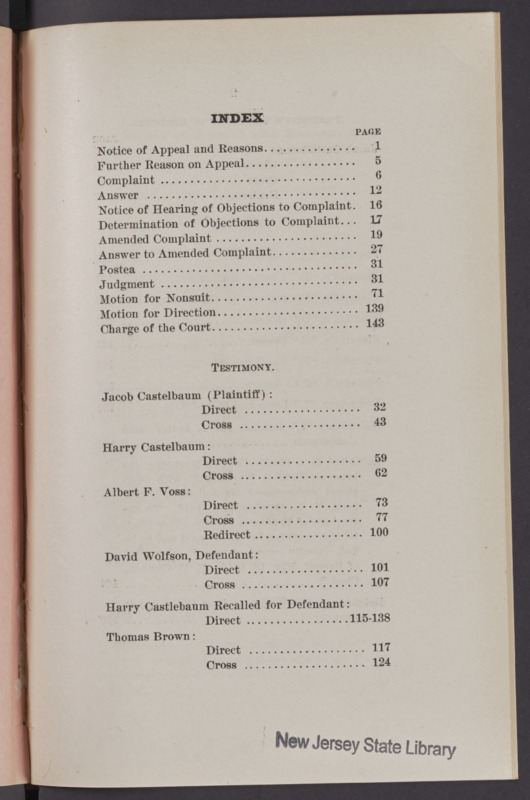 INDEX
PAGE
Notice of Appeal and Reasons............... 1
Further Reason on Appeal.................. 5
Complaint ................................ 6
Answer .................................. 12
Notice of Hearing of Objections to Complaint. 16
Determination of Objections to Complaint... 17
Amended Complaint ....................... 19
Answer to Amended Complaint.............. 27
Postea ................................... 31
Judgment ................................ 31
Motion for Nonsuit........................ 71
Motion for Direction....................... 139
Charge of the Court........................ 143
TESTIMONY.
Jacob Castelbaum (Plaintiff) :
Direct ................... 32
Cross .................... 43
Harry Castelbaum :
Direct ................... 59
Cross .................... 62
Albert F. Voss :
Direct ................... 73
Cross .................... 77
Redirect .................. 100
David Wolfson, Defendant :
Direct ................... 101
Cross .................... 107
Harry Castlebaum Recalled for Defendant :
Direct .................115-138
Thomas Brown :
Direct ................... 117
Cross .................... 124
New Jersey State Library